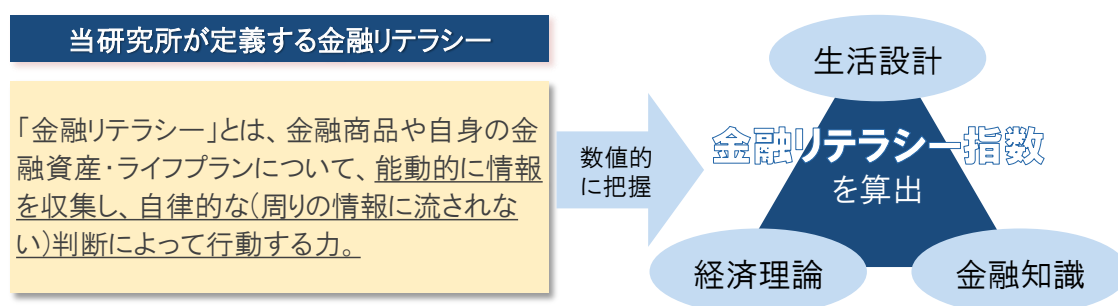 当研究所が定義する金融リテラシー
「金融リテラシー」とは、金融商品や自身の金
融資産・ライフプランについて、能動的に情報
を収集し、自律的な(周りの情報に流されな
い)判断によって行動する力。
数値的
に把握
生活設計
金融リテラシー指数
を算出
経済理論
金融知識